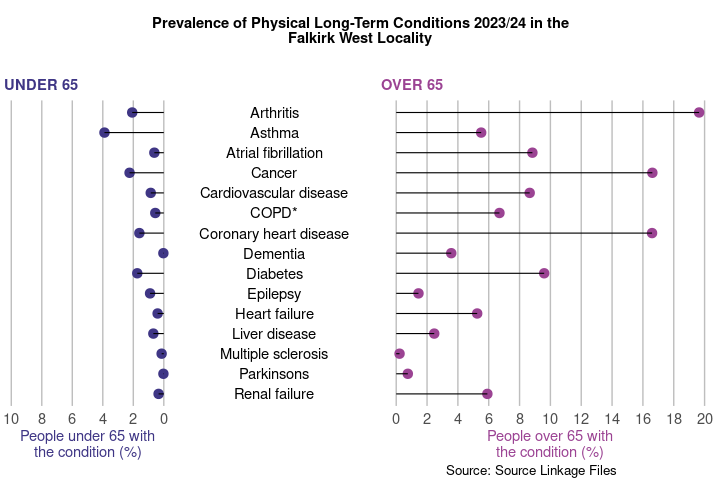 Prevalence of Physical Long-Term Conditions 2023/24 in the
Falkirk West Locality
UNDER 65
OVER 65
Arthritis
Asthma
Atrial fibrillation
Cancer
Cardiovascular disease
COPD*
Coronary heart disease
Dementia
Diabetes
Epilepsy
Heart failure
Liver disease
Multiple sclerosis
Parkinsons
Renal failure
10 8 6 4 2 0
0 2 4 6 8 10 12 14 16 18 20
People under 65 with
the condition (%)
People over 65 with
the condition (%)
Source: Source Linkage Files